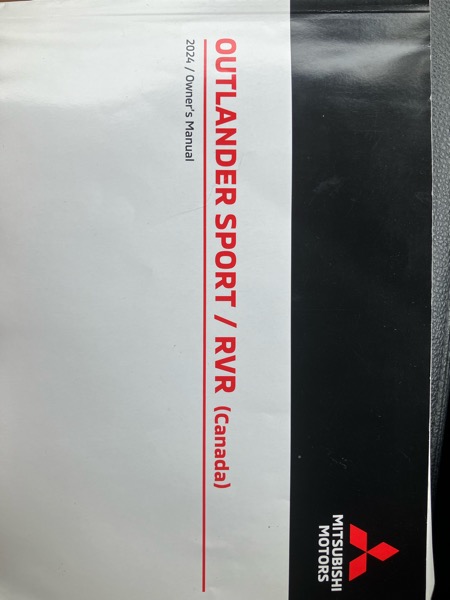 MITSUBISHI
MOTORS
OUTLANDER SPORT / RVR (Canada)
2024 / Owner's Manual